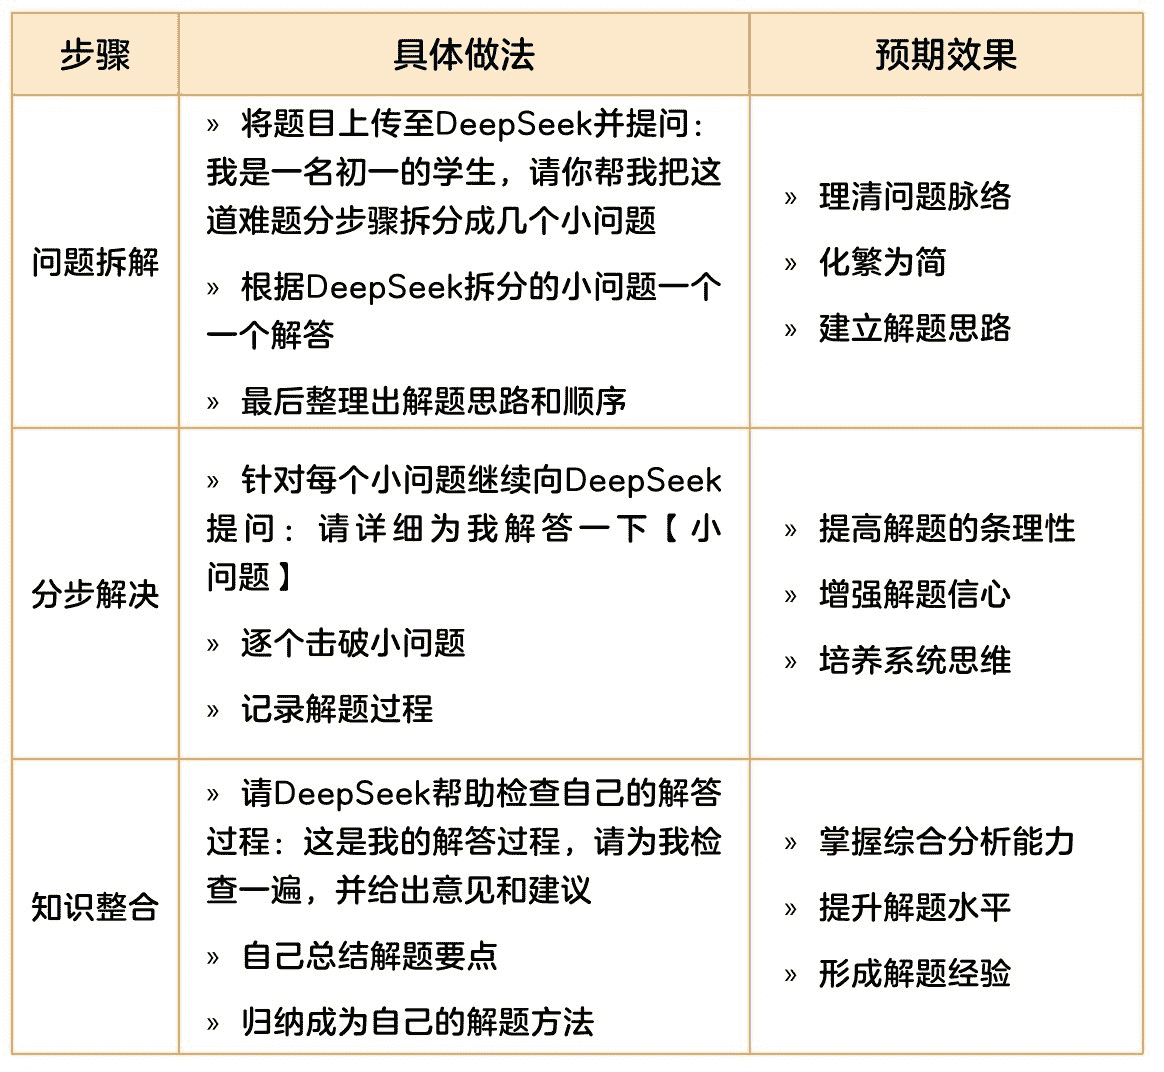 步骤
具体做法
预期效果
问题拆解
» 将题目上传至DeepSeek并提问：
我是一名初一的学生，请你帮我把这
道难题分步骤拆分成几个小问题
» 根据DeepSeek拆分的小问题一个
一个解答
» 最后整理出解题思路和顺序
» 理清问题脉络
» 化繁为简
» 建立解题思路
分步解决
» 针对每个小问题继续向DeepSeek
提问：请详细为我解答一下【小
问题】
» 逐个击破小问题
» 记录解题过程
» 提高解题的条理性
» 增强解题信心
» 培养系统思维
知识整合
» 请DeepSeek帮助检查自己的解答
过程：这是我的解答过程，请为我检
查一遍，并给出意见和建议
» 自己总结解题要点
» 归纳成为自己的解题方法
» 掌握综合分析能力
» 提升解题水平
» 形成解题经验